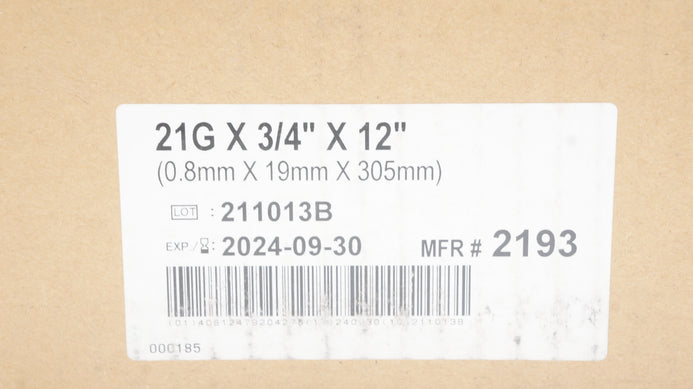 21G X 3/4" X 12"
(0.8mm X 19mm X 305mm)
LOT : 211013B
EXP./ : 2024-09-30 MFR # 2193
000185